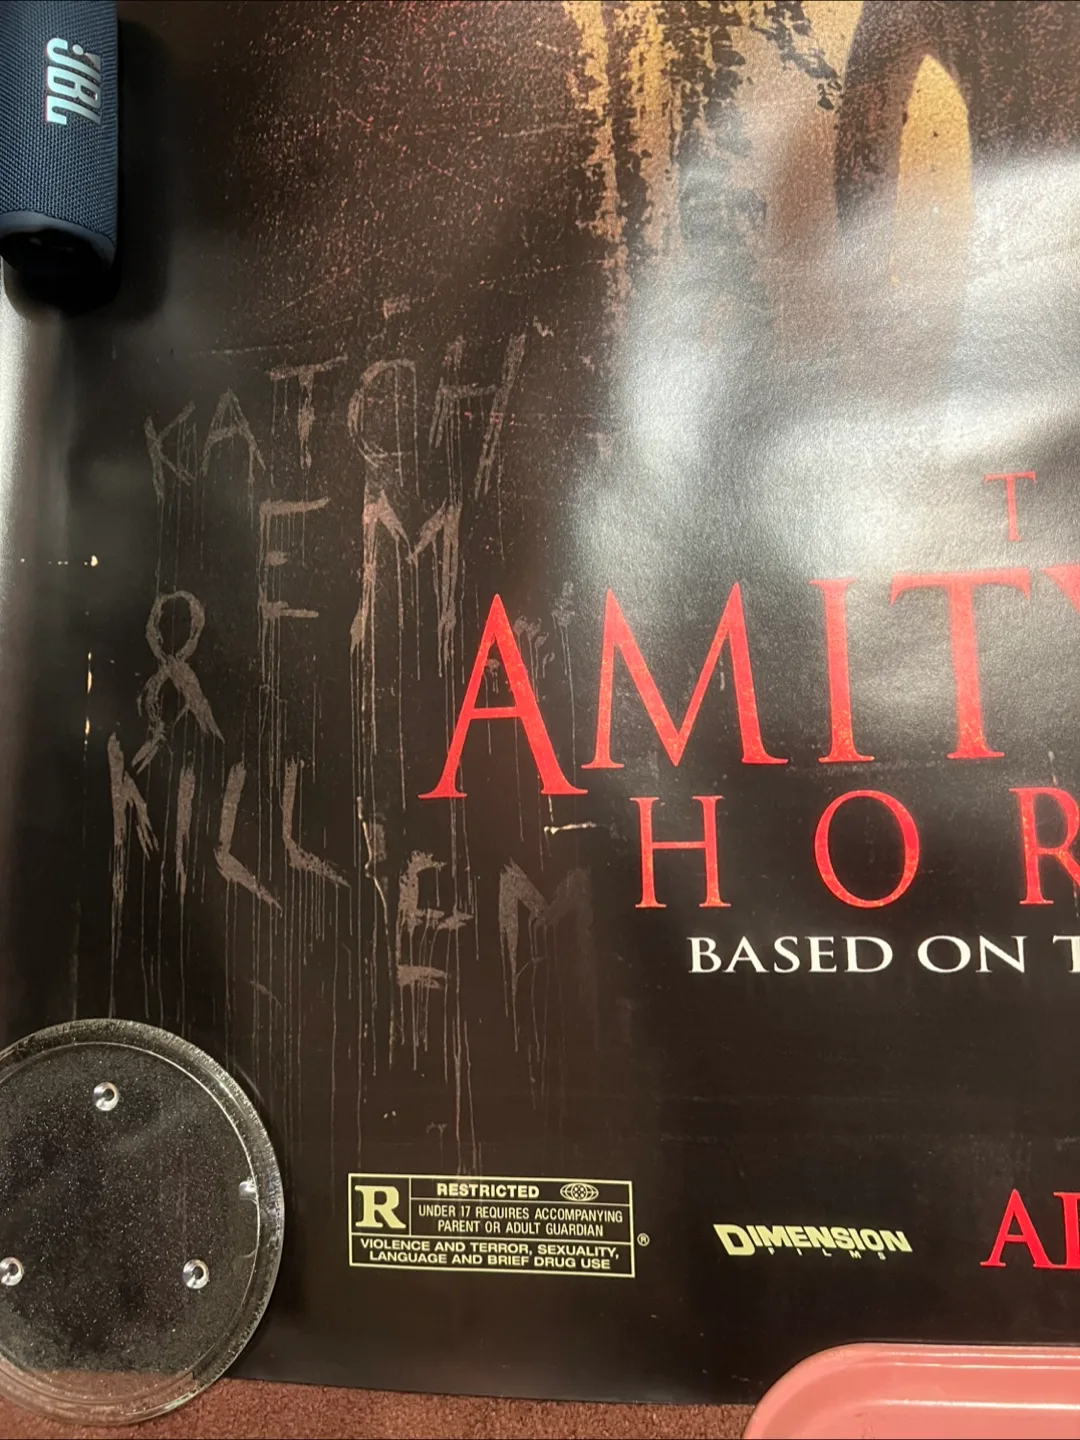 JBL
KATCH
EM
&
KILL
EM
T
AMITY
HOR
BASED ON T
R
RESTRICTED
UNDER 17 REQUIRES ACCOMPANYING
PARENT OR ADULT GUARDIAN
®
VIOLENCE AND TERROR, SEXUALITY,
LANGUAGE AND BRIEF DRUG USE
DIMENSION
FILMS